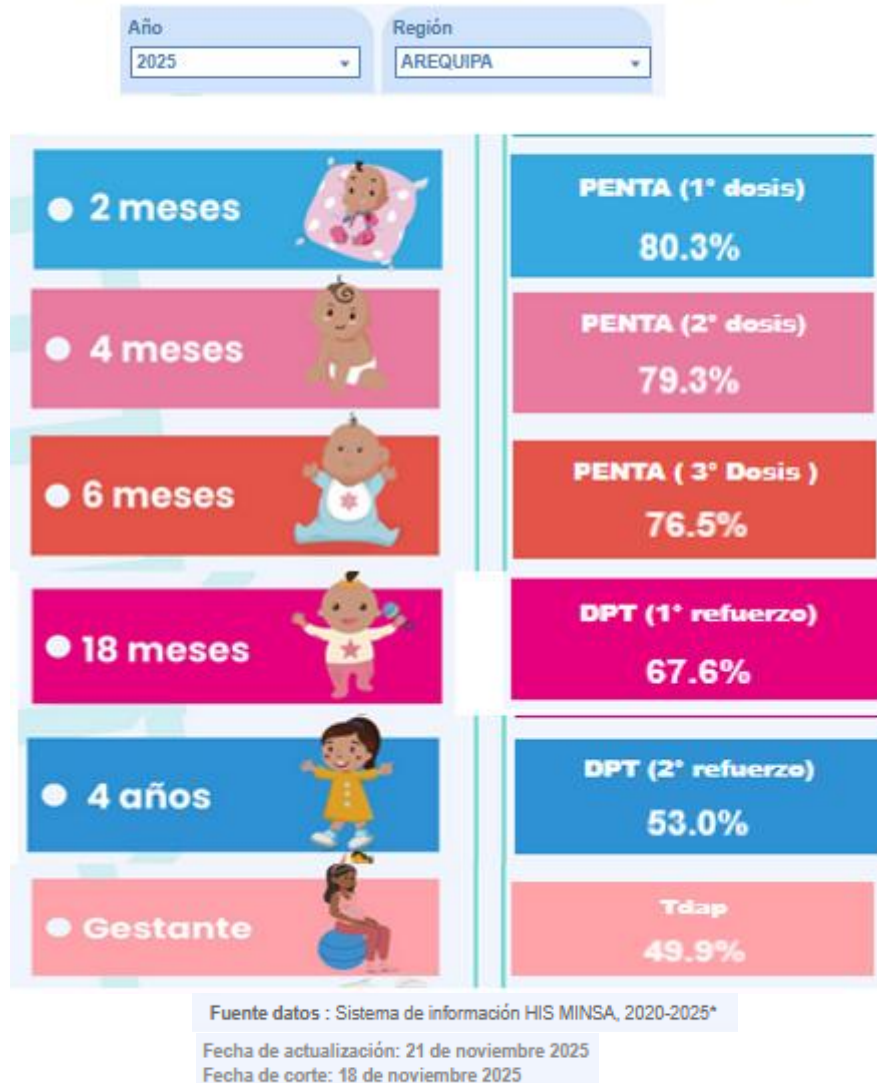 Año
Región
2025
AREQUIPA
2 meses
PENTA (1° dosis)
80.3%
4 meses
PENTA (2° dosis)
79.3%
6 meses
PENTA ( 3° Dosis )
76.5%
18 meses
DPT (1° refuerzo)
67.6%
4 años
DPT (2° refuerzo)
53.0%
Gestante
Tdap
49.9%
Fuente datos : Sistema de información HIS MINSA, 2020-2025*
Fecha de actualización: 21 de noviembre 2025
Fecha de corte: 18 de noviembre 2025